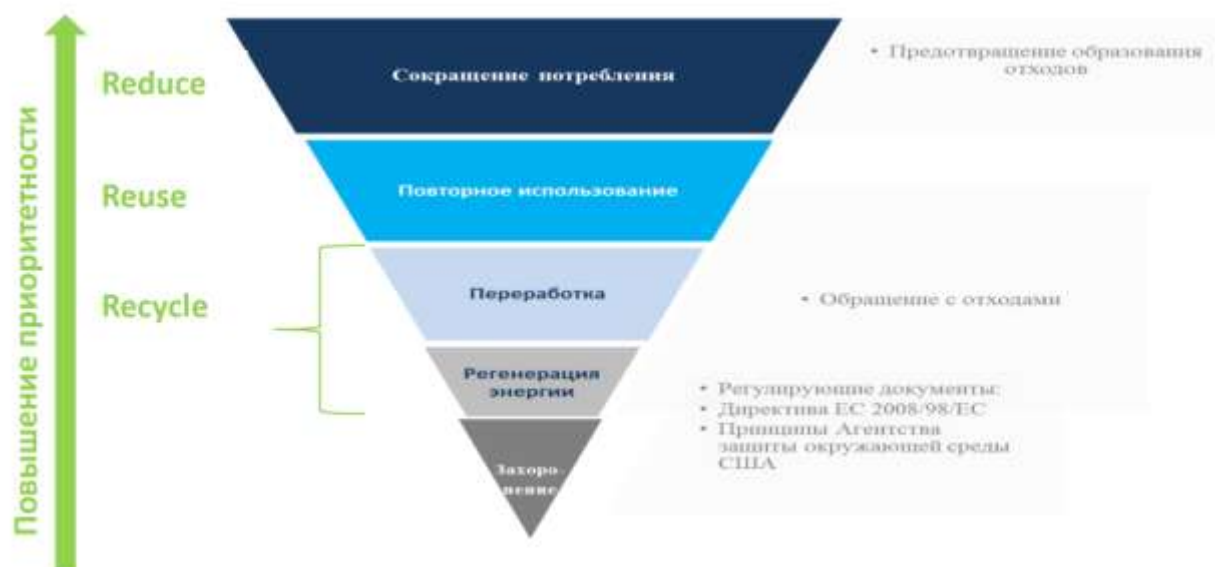 Повышение приоритетности
Reduce
Сокращение потребления
• Предотвращение образования
отходов
Reuse
Повторное использование
Recycle
Переработка
• Обращение с отходами
Регенерация
энергии
• Регулирующие документы:
• Директива ЕС 2008/98/ЕС
• Принципы Агентства
защиты окружающей среды
США
Захоро-
нение